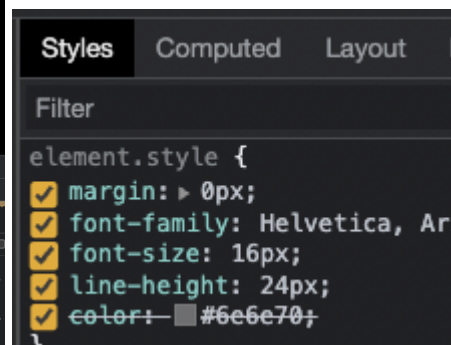 Styles Computed Layout
Filter
element.style {
margin: ▸ 0px;
font-family: Helvetica, Ar
font-size: 16px;
line-height: 24px;
color: #6e6e70;
}